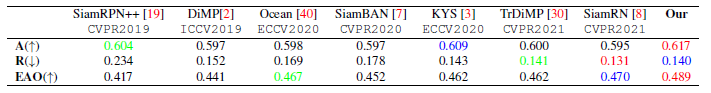 SiamRPN++ [19] DiMP[2] Ocean [40] SiamBAN [7] KYS [3] TrDiMP [30] SiamRN [8] Our
CVPR2019 ICCV2019 ECCV2020 CVPR2020 ECCV2020 CVPR2021 CVPR2021
A(↑) 0.604 0.597 0.598 0.597 0.609 0.600 0.595 0.617
R(↓) 0.234 0.152 0.169 0.178 0.143 0.141 0.131 0.140
EAO(↑) 0.417 0.441 0.467 0.452 0.462 0.462 0.470 0.489